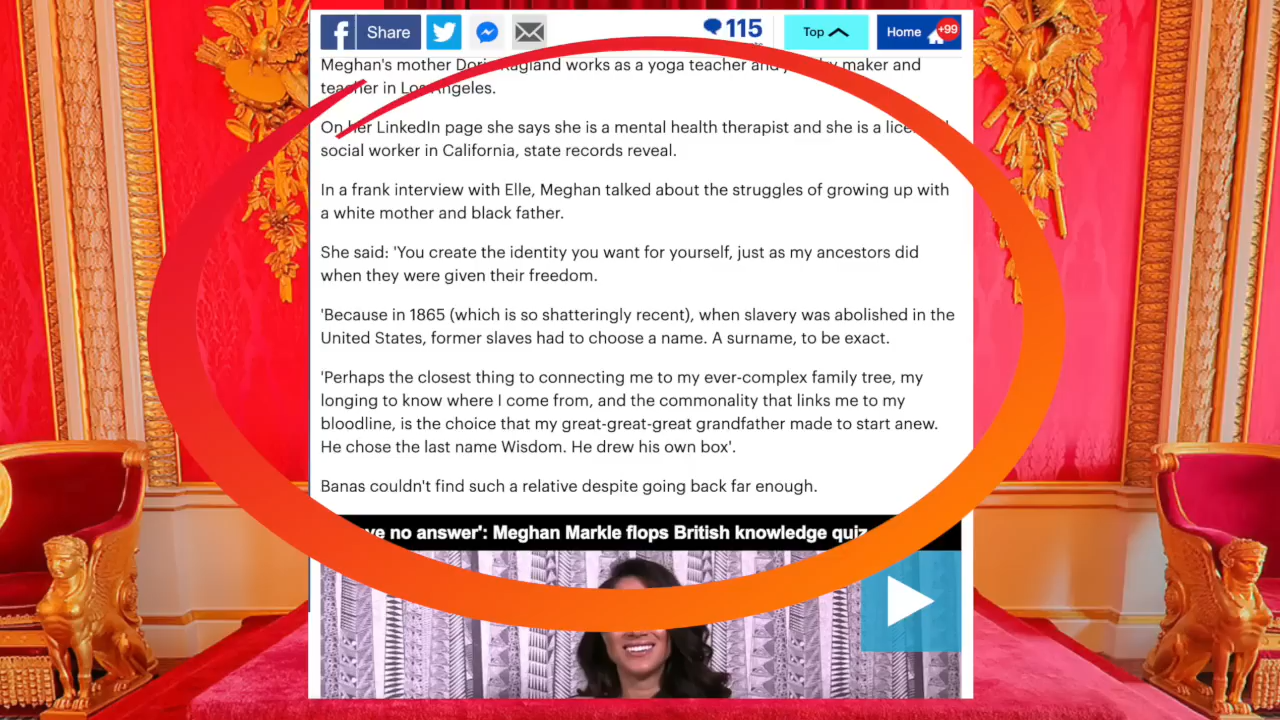 Share
115
Top
Home
+99
Meghan's mother works as a yoga teacher and maker and
teacher in Los Angeles.
On her LinkedIn page she says she is a mental health therapist and she is a
social worker in California, state records reveal.
In a frank interview with Elle, Meghan talked about the struggles of growing up with
a white mother and black father.
She said: 'You create the identity you want for yourself, just as my ancestors did
when they were given their freedom.
'Because in 1865 (which is so shatteringly recent), when slavery was abolished in the
United States, former slaves had to choose a name. A surname, to be exact.
'Perhaps the closest thing to connecting me to my ever-complex family tree, my
longing to know where I come from, and the commonality that links me to my
bloodline, is the choice that my great-great-great grandfather made to start anew.
He chose the last name Wisdom. He drew his own box'.
Banas couldn't find such a relative despite going back far enough.
no answer': Meghan Markle flops British knowledge quiz